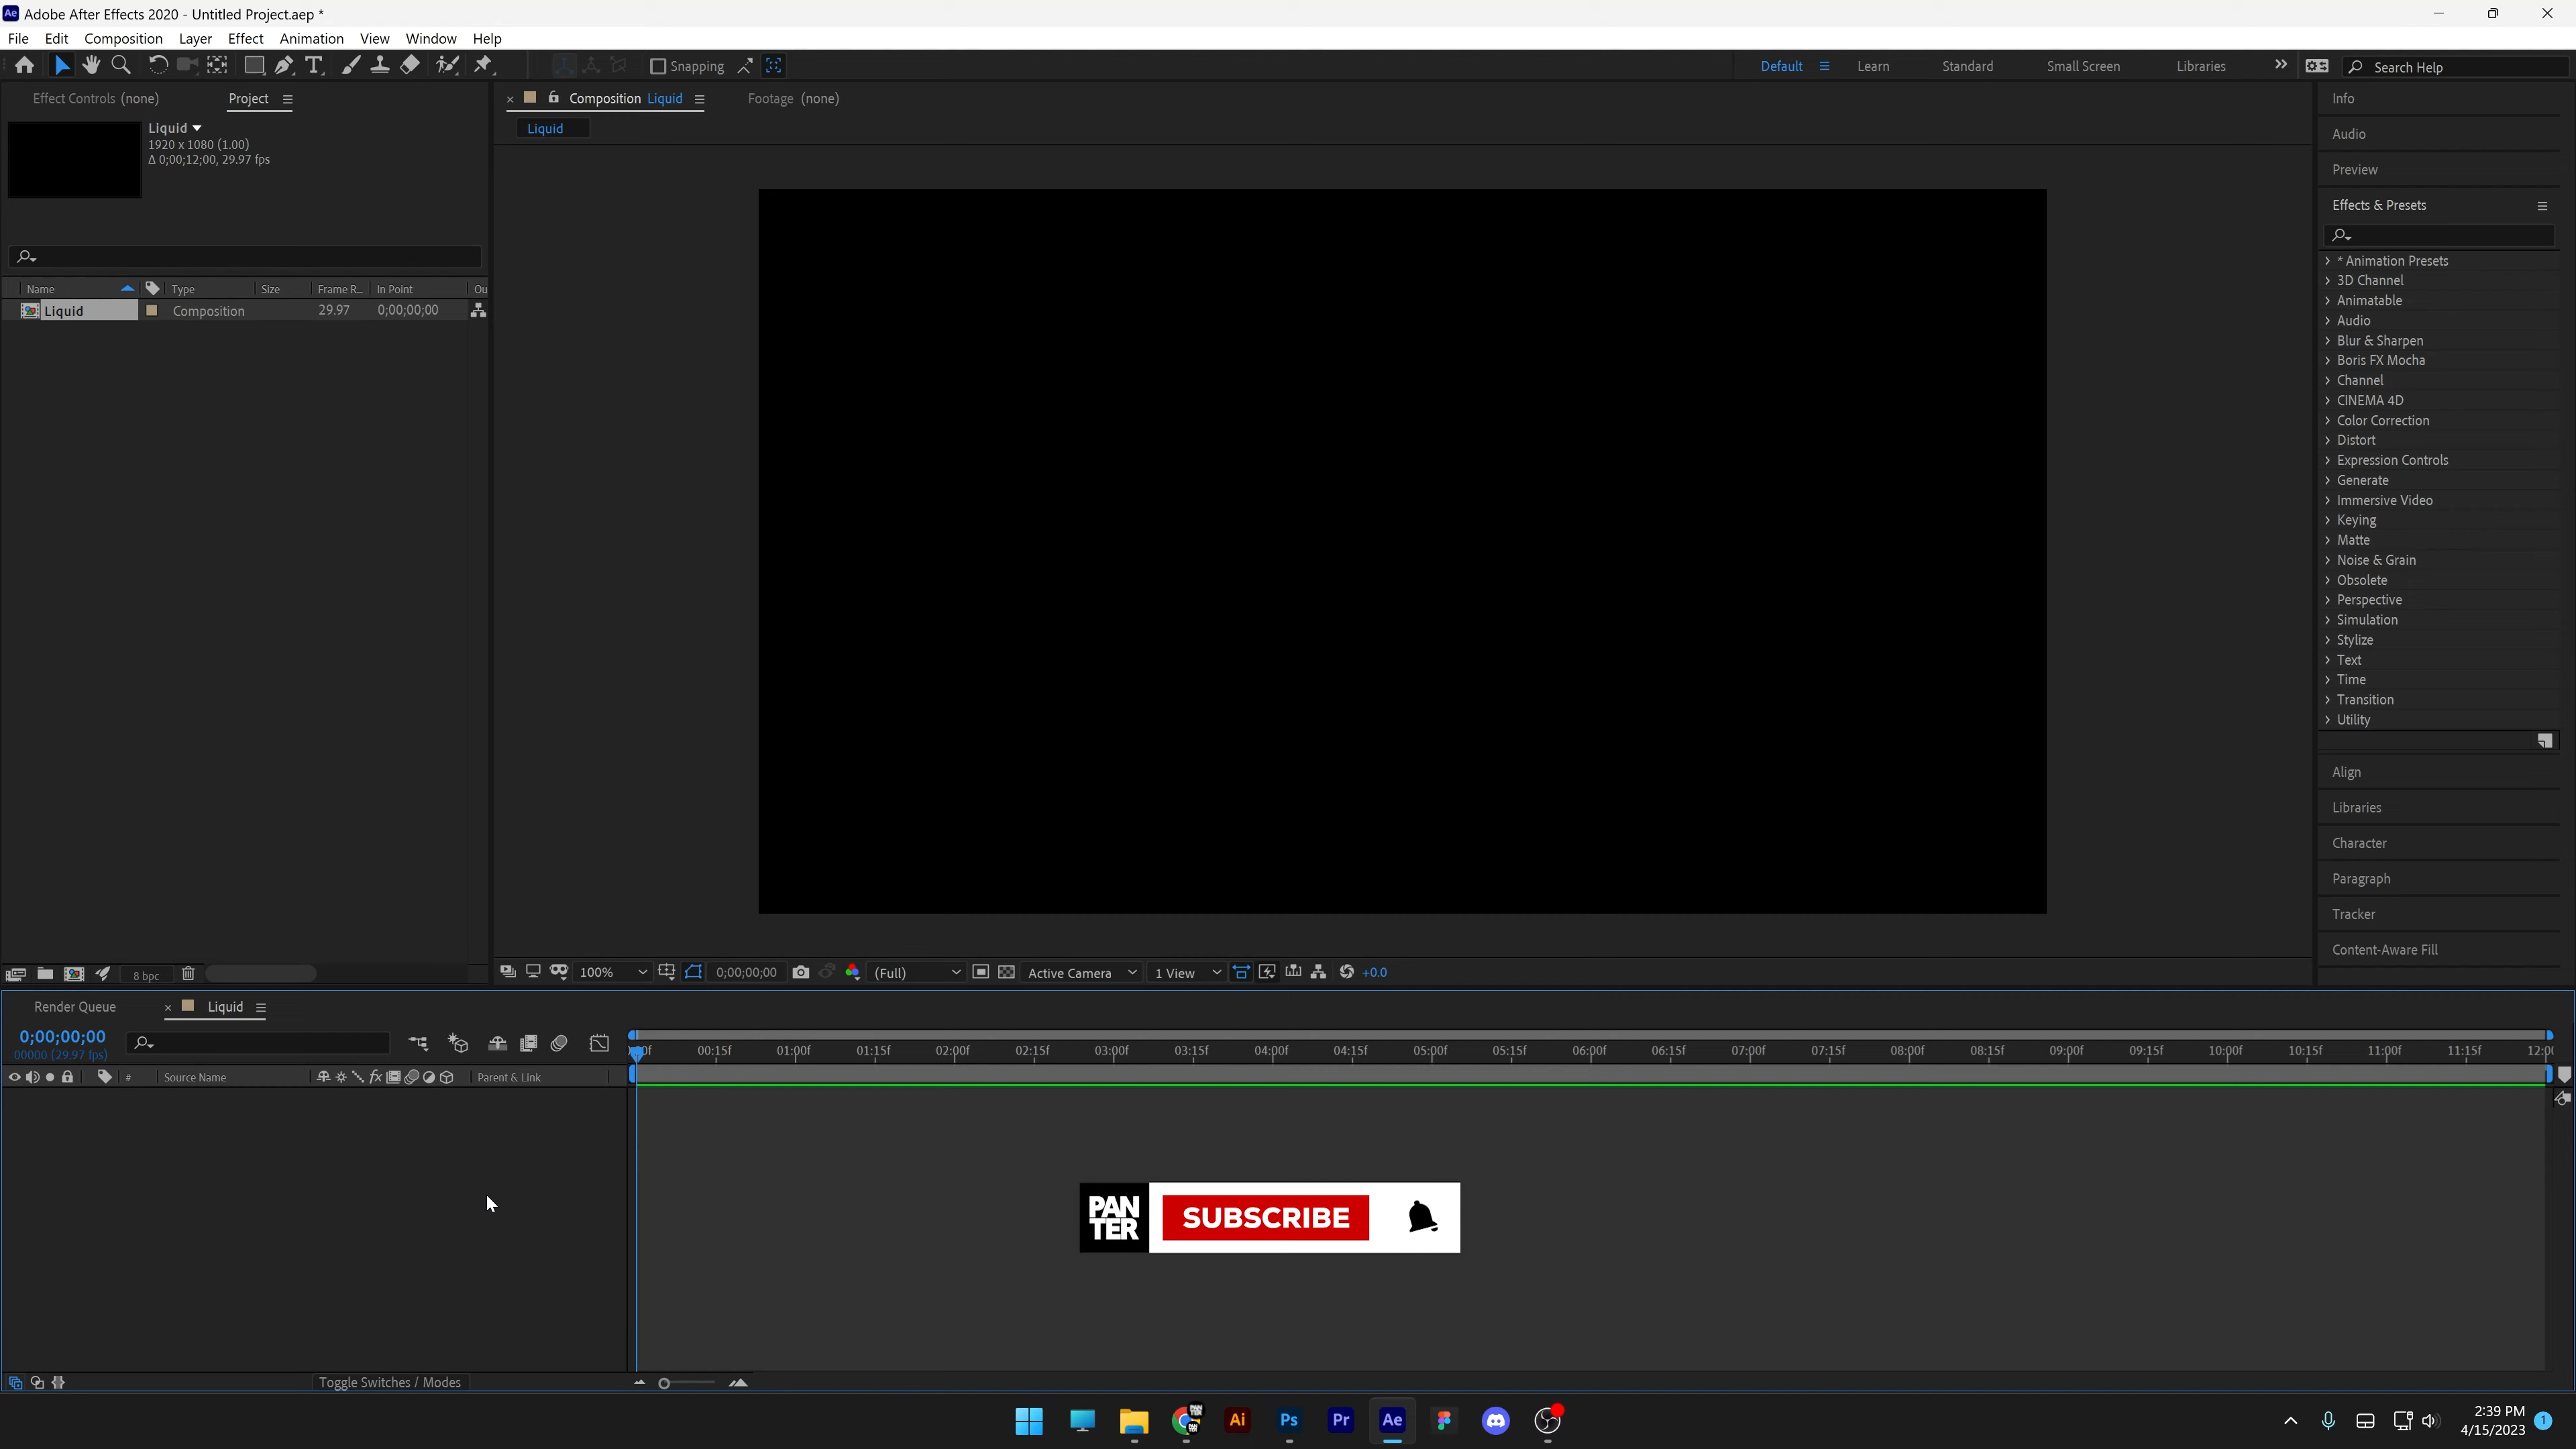 Ae Adobe After Effects 2020 - Untitled Project.aep *
File Edit Composition Layer Effect Animation View Window Help
Snapping
Default Learn Standard Small Screen Libraries Search Help
Effect Controls (none) Project
Liquid
1920 x 1080 (1.00)
Δ 0;00;12;00, 29.97 fps
Name Type Size Frame R... In Point Ou
Liquid Composition 29.97 0;00;00;00
8 bpc
Composition Liquid Footage (none)
Liquid
100% 0;00;00;00 (Full) Active Camera 1 View +0.0
Info
Audio
Preview
Effects & Presets
* Animation Presets
3D Channel
Animatable
Audio
Blur & Sharpen
Boris FX Mocha
Channel
CINEMA 4D
Color Correction
Distort
Expression Controls
Generate
Immersive Video
Keying
Matte
Noise & Grain
Obsolete
Perspective
Simulation
Stylize
Text
Time
Transition
Utility
Align
Libraries
Character
Paragraph
Tracker
Content-Aware Fill
Render Queue Liquid
0;00;00;00
00000 (29.97 fps)
00:15f 01:00f 01:15f 02:00f 02:15f 03:00f 03:15f 04:00f 04:15f 05:00f 05:15f 06:00f 06:15f 07:00f 07:15f 08:00f 08:15f 09:00f 09:15f 10:00f 10:15f 11:00f 11:15f
# Source Name fx Parent & Link
PAN
TER
SUBSCRIBE
Toggle Switches / Modes
Ai Ps Pr Ae
2:39 PM
4/15/2023
1